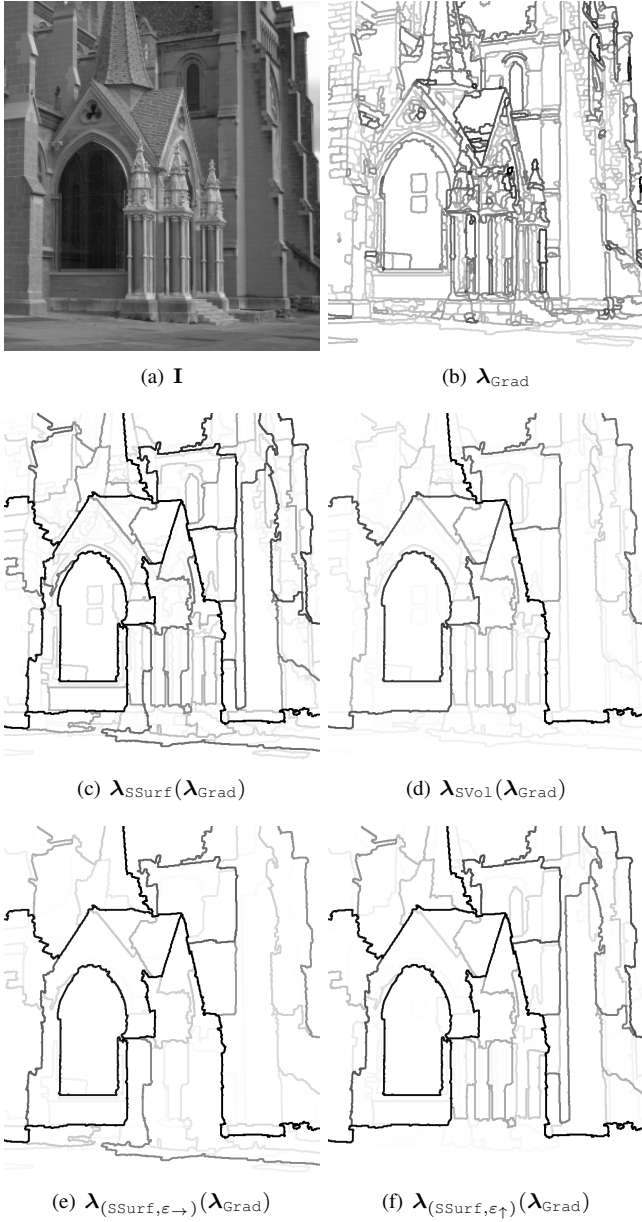 (a) I
(b) λGrad
(c) λSSurf(λGrad)
(d) λSVol(λGrad)
(e) λ(SSurf,ε→)(λGrad)
(f) λ(SSurf,ε↑)(λGrad)